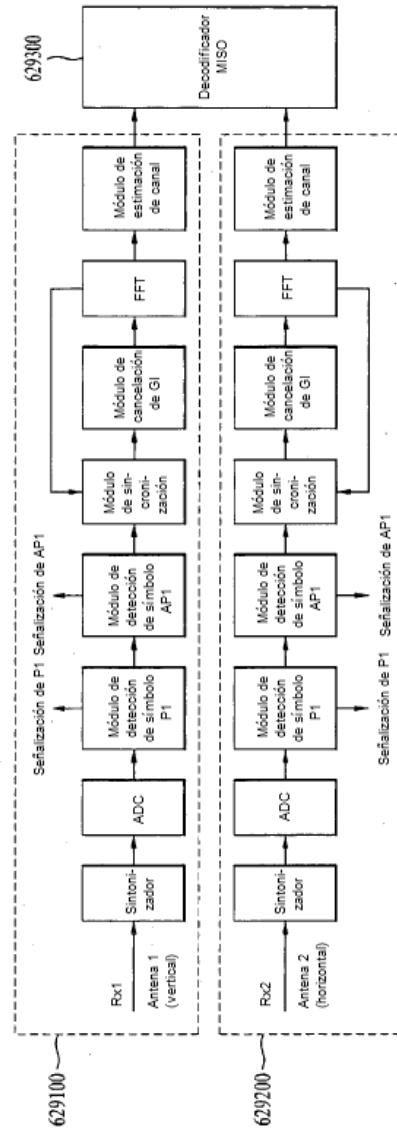 629100
Rx1
Antena 1
(vertical)
Sintoni-
zador
ADC
Módulo de
detección
de símbolo
P1
Señalización de P1
Módulo de
detección
de símbolo
AP1
Señalización de AP1
Módulo
de sin-
croni-
zación
Módulo de
cancelación
de GI
FFT
Módulo de
estimación
de canal
629300
Decodificador
MISO
629200
Rx2
Antena 2
(horizontal)
Sintoni-
zador
ADC
Módulo de
detección
de símbolo
P1
Señalización de P1
Módulo de
detección
de símbolo
AP1
Señalización de AP1
Módulo
de sin-
croni-
zación
Módulo de
cancelación
de GI
FFT
Módulo de
estimación
de canal